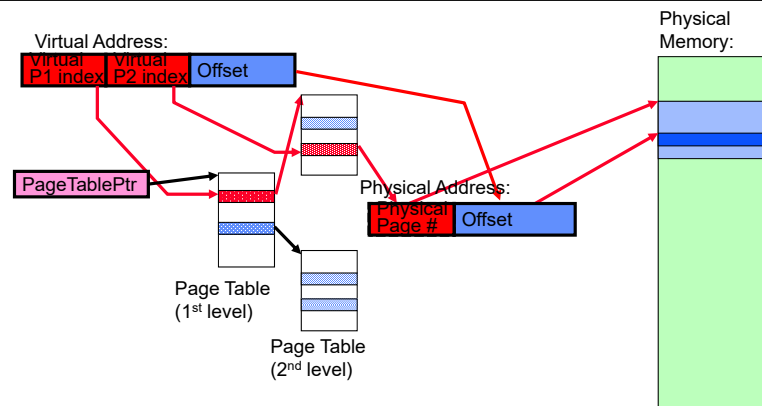 Physical
Memory:
Virtual Address:
Virtual
P1 index
Virtual
P2 index
Offset
PageTablePtr
Physical Address:
Physical
Page #
Offset
Page Table
(1st level)
Page Table
(2nd level)